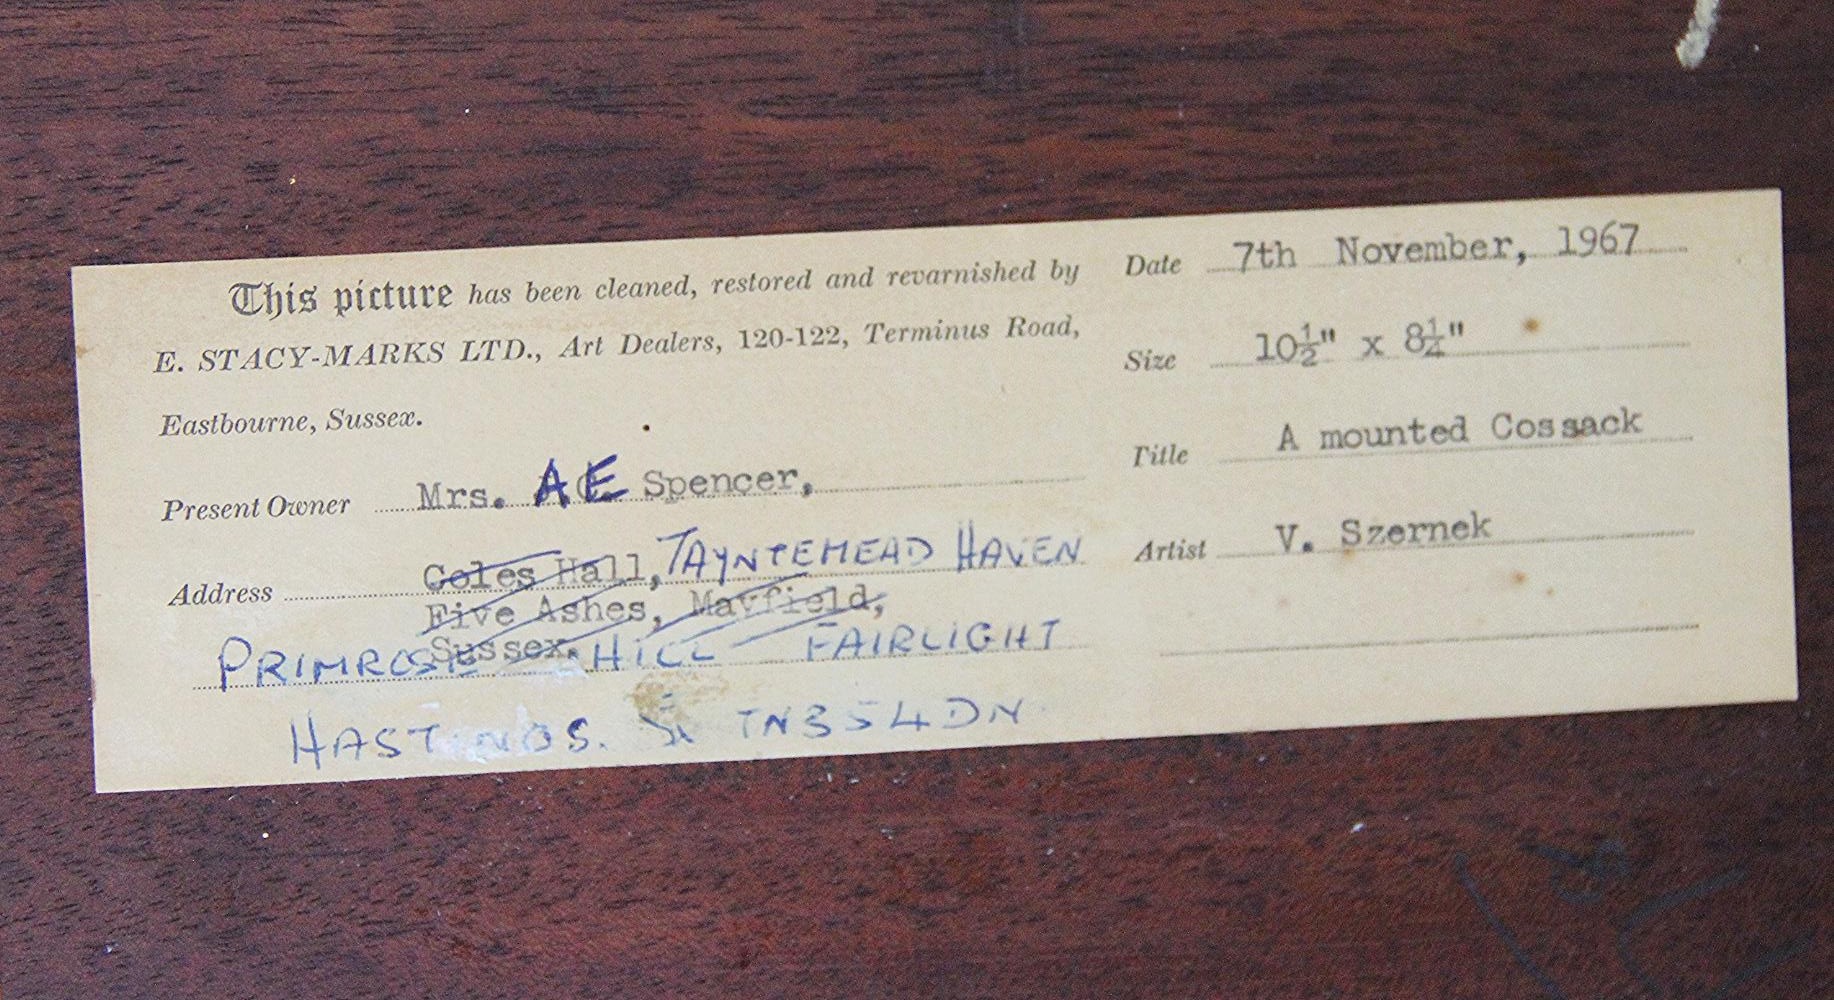 This picture has been cleaned, restored and revarnished by
E. STACY-MARKS LTD., Art Dealers, 120-122, Terminus Road,
Eastbourne, Sussex.
Present Owner Mrs. AE Spencer,
Address Coles Hall, TAYNTEMEAD HAVEN
Five Ashes, Mayfield,
Sussex.
PRIMROSE HILL FAIRLIGHT
HASTINGS. TN354DN
Date 7th November, 1967
Size 10½" x 8¼"
Title A mounted Cossack
Artist V. Szernek